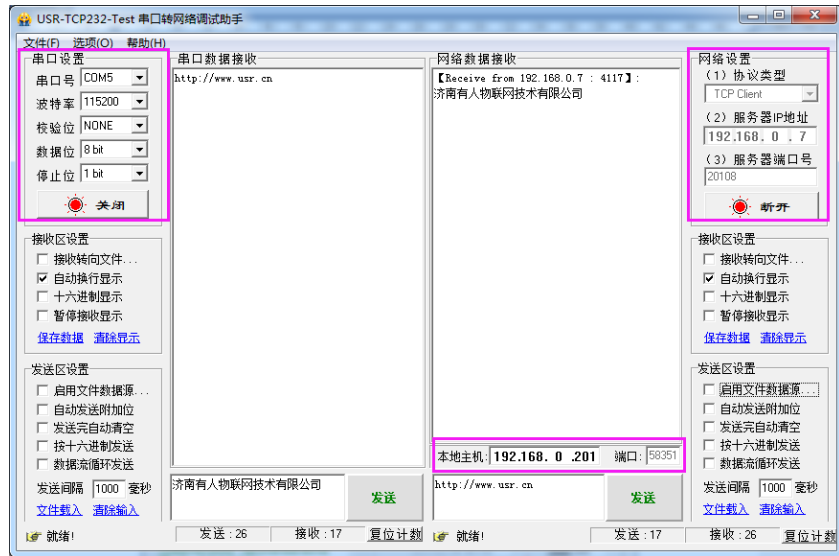 USR-TCP232-Test 串口转网络调试助手
文件(F) 选项(O) 帮助(H)
串口设置
串口号 COM5
波特率 115200
校验位 NONE
数据位 8 bit
停止位 1 bit
关闭
接收区设置
接收转向文件...
自动换行显示
十六进制显示
暂停接收显示
保存数据 清除显示
发送区设置
启用文件数据源...
自动发送附加位
发送完自动清空
按十六进制发送
数据流循环发送
发送间隔 1000 毫秒
文件载入 清除输入
串口数据接收
http://www.usr.cn
济南有人物联网技术有限公司
发送
网络数据接收
【Receive from 192.168.0.7 : 4117】:
济南有人物联网技术有限公司
本地主机: 192.168. 0 .201 端口: 58351
http://www.usr.cn
发送
网络设置
(1) 协议类型
TCP Client
(2) 服务器IP地址
192.168. 0 . 7
(3) 服务器端口号
20108
断开
接收区设置
接收转向文件...
自动换行显示
十六进制显示
暂停接收显示
保存数据 清除显示
发送区设置
启用文件数据源...
自动发送附加位
发送完自动清空
按十六进制发送
数据流循环发送
发送间隔 1000 毫秒
文件载入 清除输入
就绪! 发送:26 接收:17 复位计数
就绪! 发送:17 接收:26 复位计数